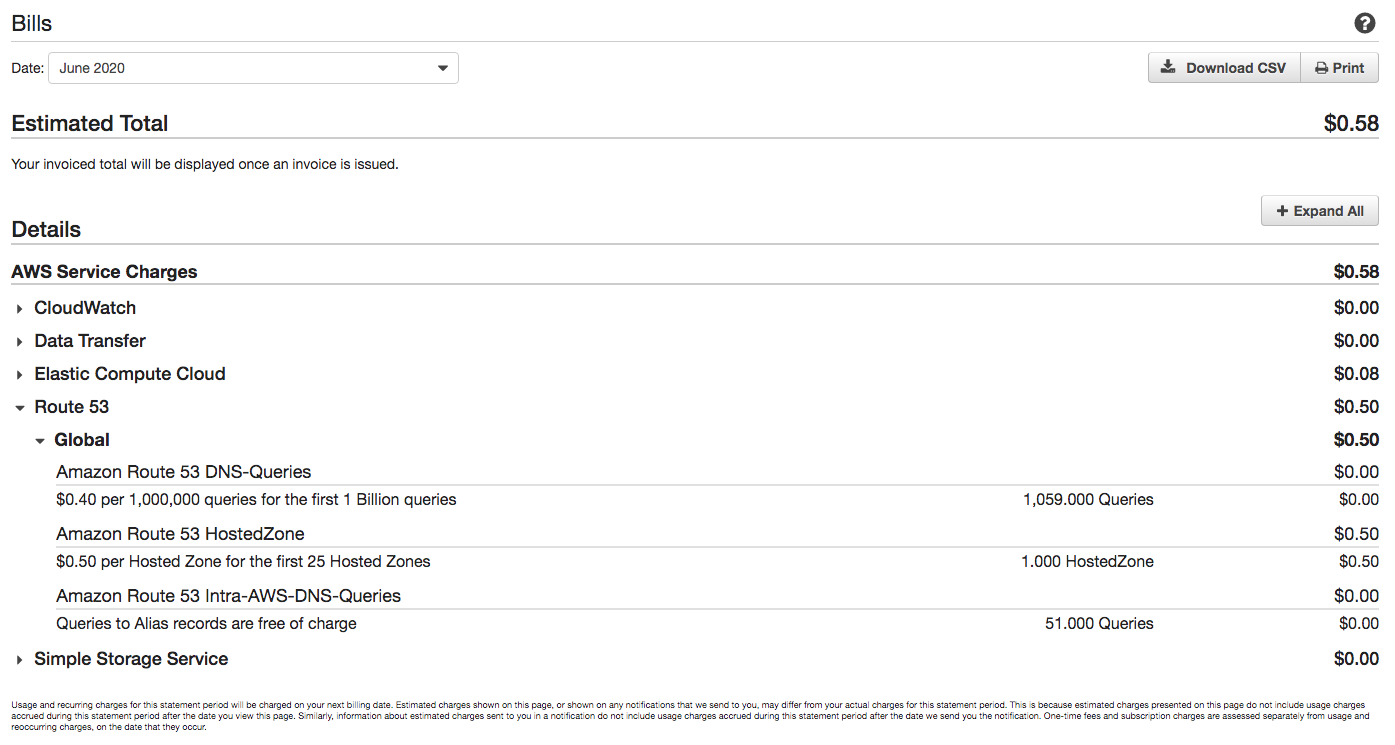 Bills
Date: June 2020
Download CSV Print
Estimated Total $0.58
Your invoiced total will be displayed once an invoice is issued.
Expand All
Details
AWS Service Charges $0.58
CloudWatch $0.00
Data Transfer $0.00
Elastic Compute Cloud $0.08
Route 53 $0.50
Global $0.50
Amazon Route 53 DNS-Queries $0.00
$0.40 per 1,000,000 queries for the first 1 Billion queries 1,059.000 Queries $0.00
Amazon Route 53 HostedZone $0.50
$0.50 per Hosted Zone for the first 25 Hosted Zones 1.000 HostedZone $0.50
Amazon Route 53 Intra-AWS-DNS-Queries $0.00
Queries to Alias records are free of charge 51.000 Queries $0.00
Simple Storage Service $0.00
Usage and recurring charges for this statement period will be charged on your next billing date. Estimated charges shown on this page, or shown on any notifications that we send to you, may differ from your actual charges for this statement period. This is because estimated charges presented on this page do not include usage charges
accrued during this statement period after the date you view this page. Similarly, information about estimated charges sent to you in a notification do not include usage charges accrued during this statement period after the date we send you the notification. One-time fees and subscription charges are assessed separately from usage and
reoccurring charges, on the date that they occur.